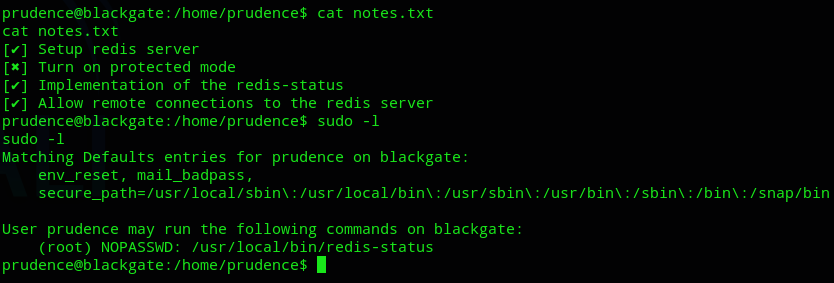 prudence@blackgate:/home/prudence$ cat notes.txt
cat notes.txt
[✔] Setup redis server
[✖] Turn on protected mode
[✔] Implementation of the redis-status
[✔] Allow remote connections to the redis server
prudence@blackgate:/home/prudence$ sudo -l
sudo -l
Matching Defaults entries for prudence on blackgate:
    env_reset, mail_badpass,
    secure_path=/usr/local/sbin\:/usr/local/bin\:/usr/sbin\:/usr/bin\:/sbin\:/bin\:/snap/bin

User prudence may run the following commands on blackgate:
    (root) NOPASSWD: /usr/local/bin/redis-status
prudence@blackgate:/home/prudence$